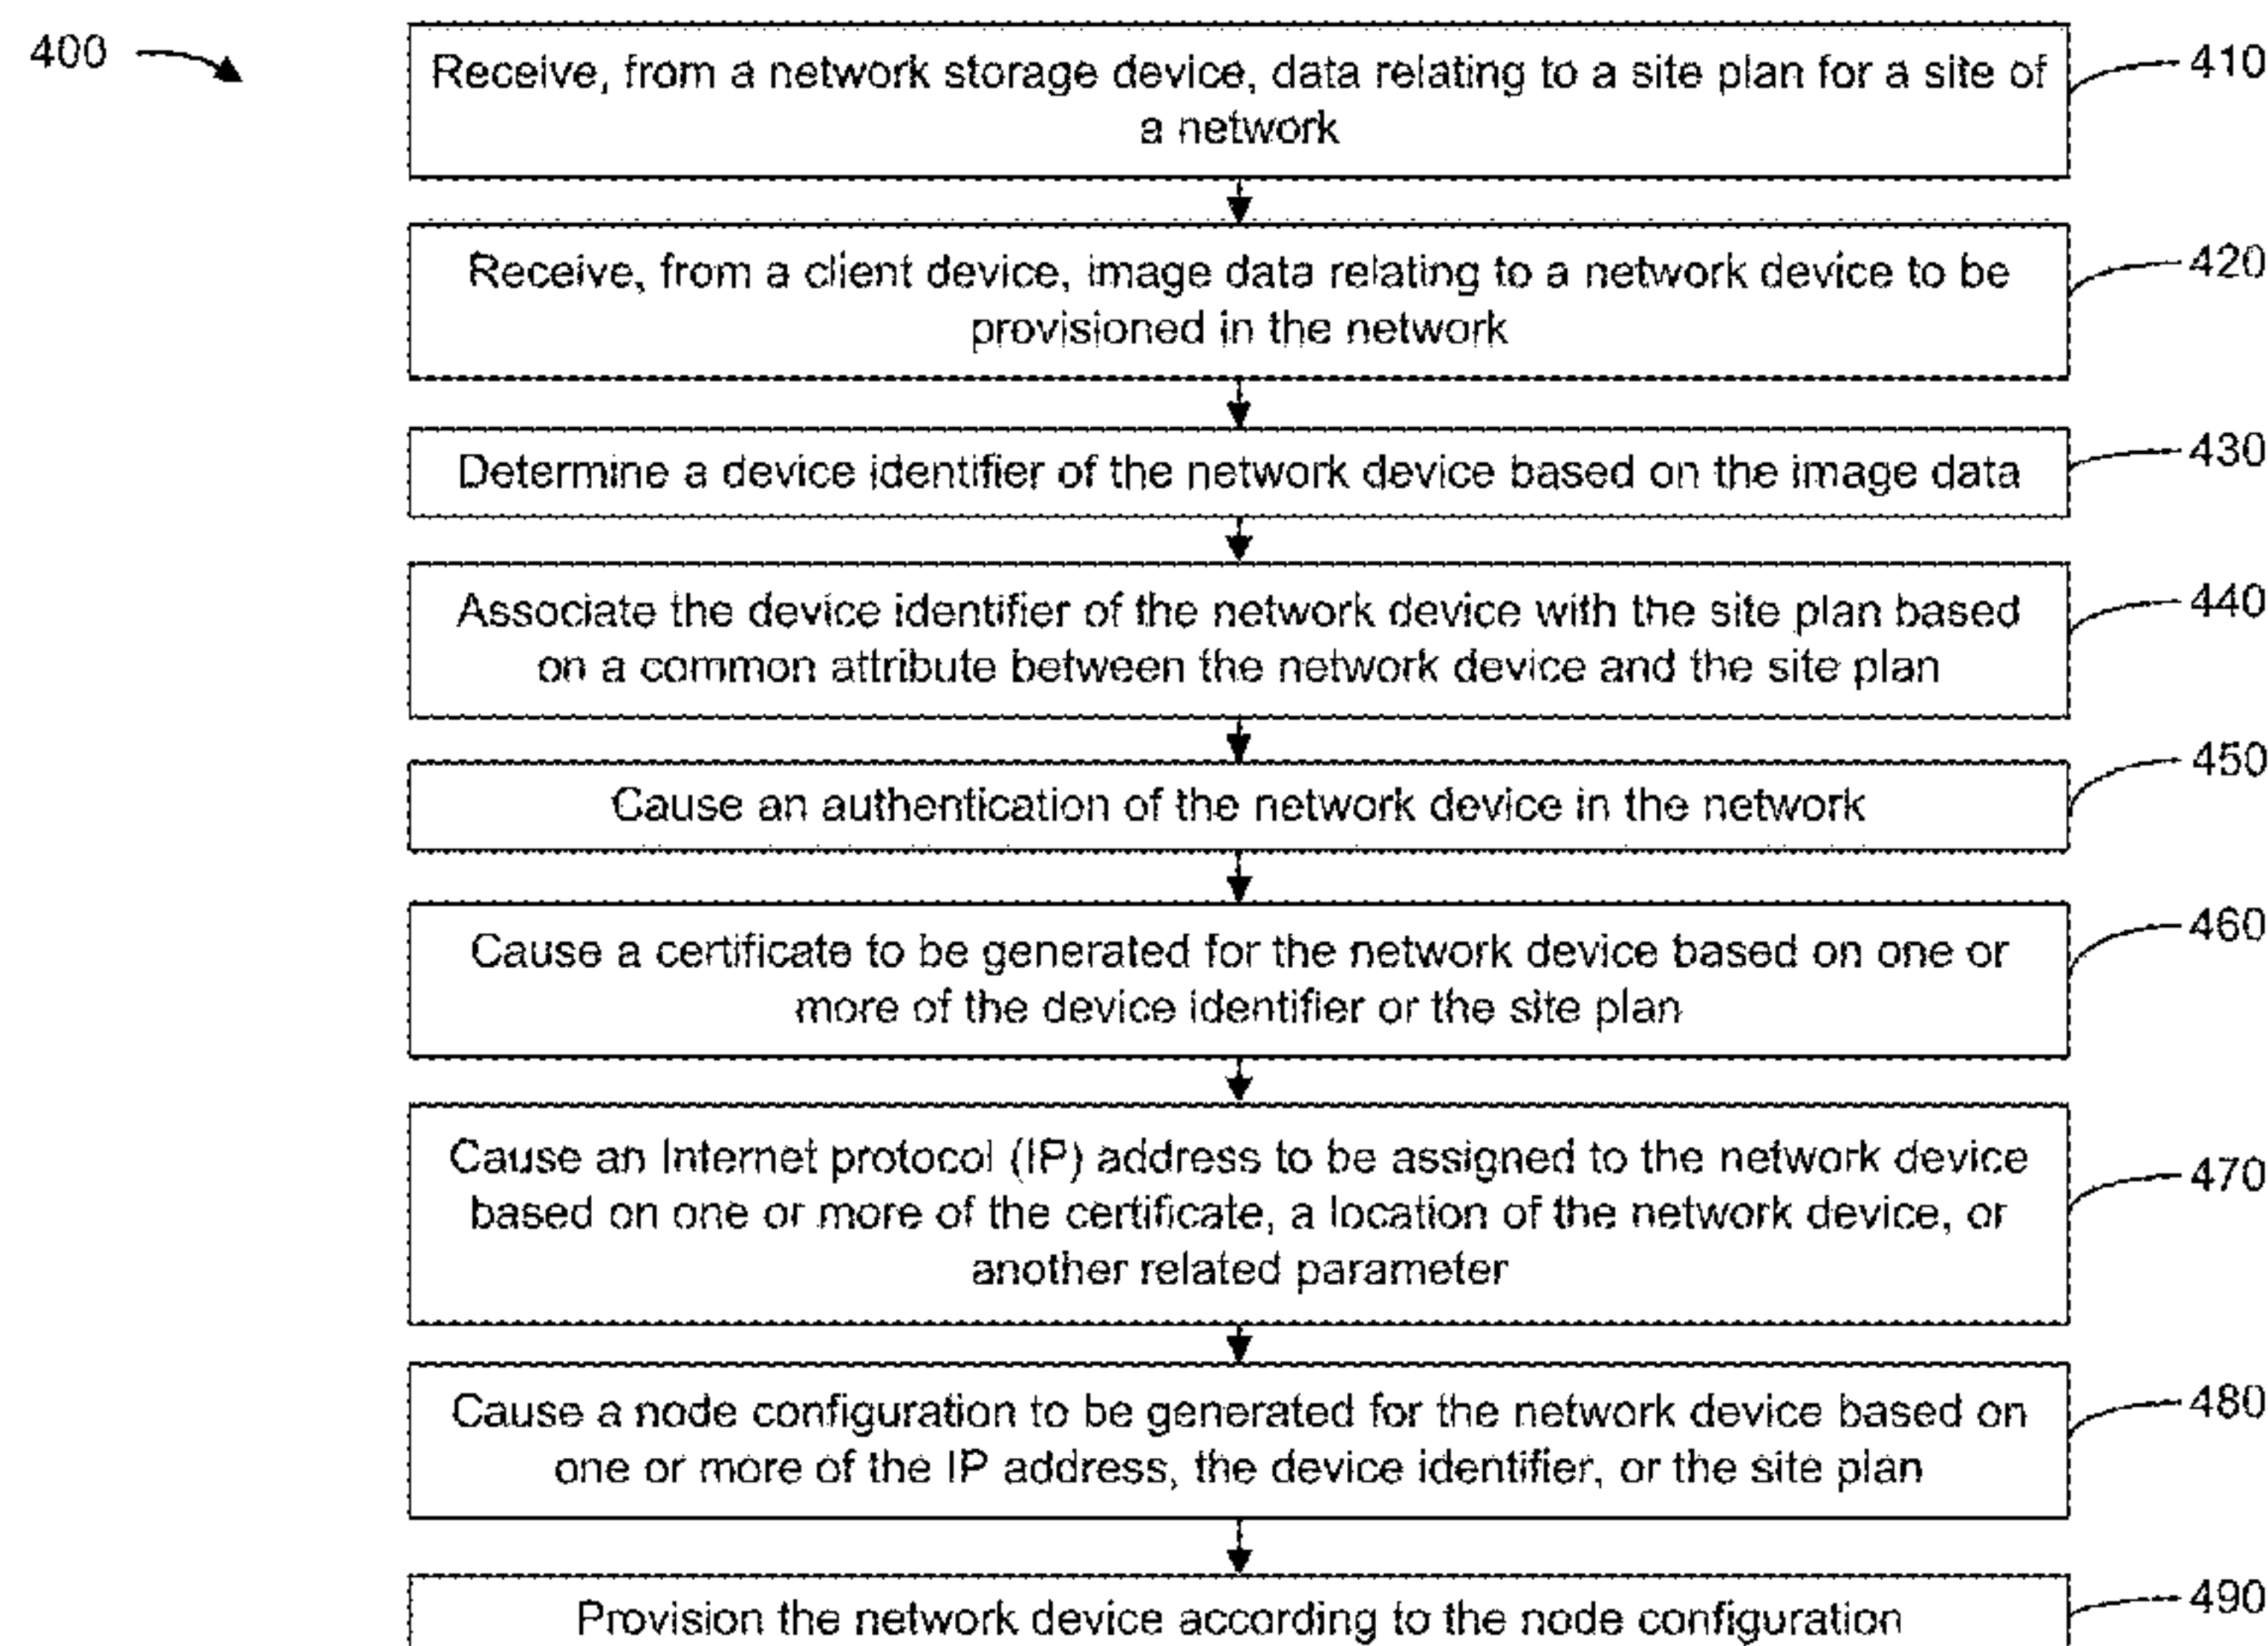 400
Receive, from a network storage device, data relating to a site plan for a site of
a network
410
Receive, from a client device, image data relating to a network device to be
provisioned in the network
420
Determine a device identifier of the network device based on the image data
430
Associate the device identifier of the network device with the site plan based
on a common attribute between the network device and the site plan
440
Cause an authentication of the network device in the network
450
Cause a certificate to be generated for the network device based on one or
more of the device identifier or the site plan
460
Cause an Internet protocol (IP) address to be assigned to the network device
based on one or more of the certificate, a location of the network device, or
another related parameter
470
Cause a node configuration to be generated for the network device based on
one or more of the IP address, the device identifier, or the site plan
480
Provision the network device according to the node configuration
490